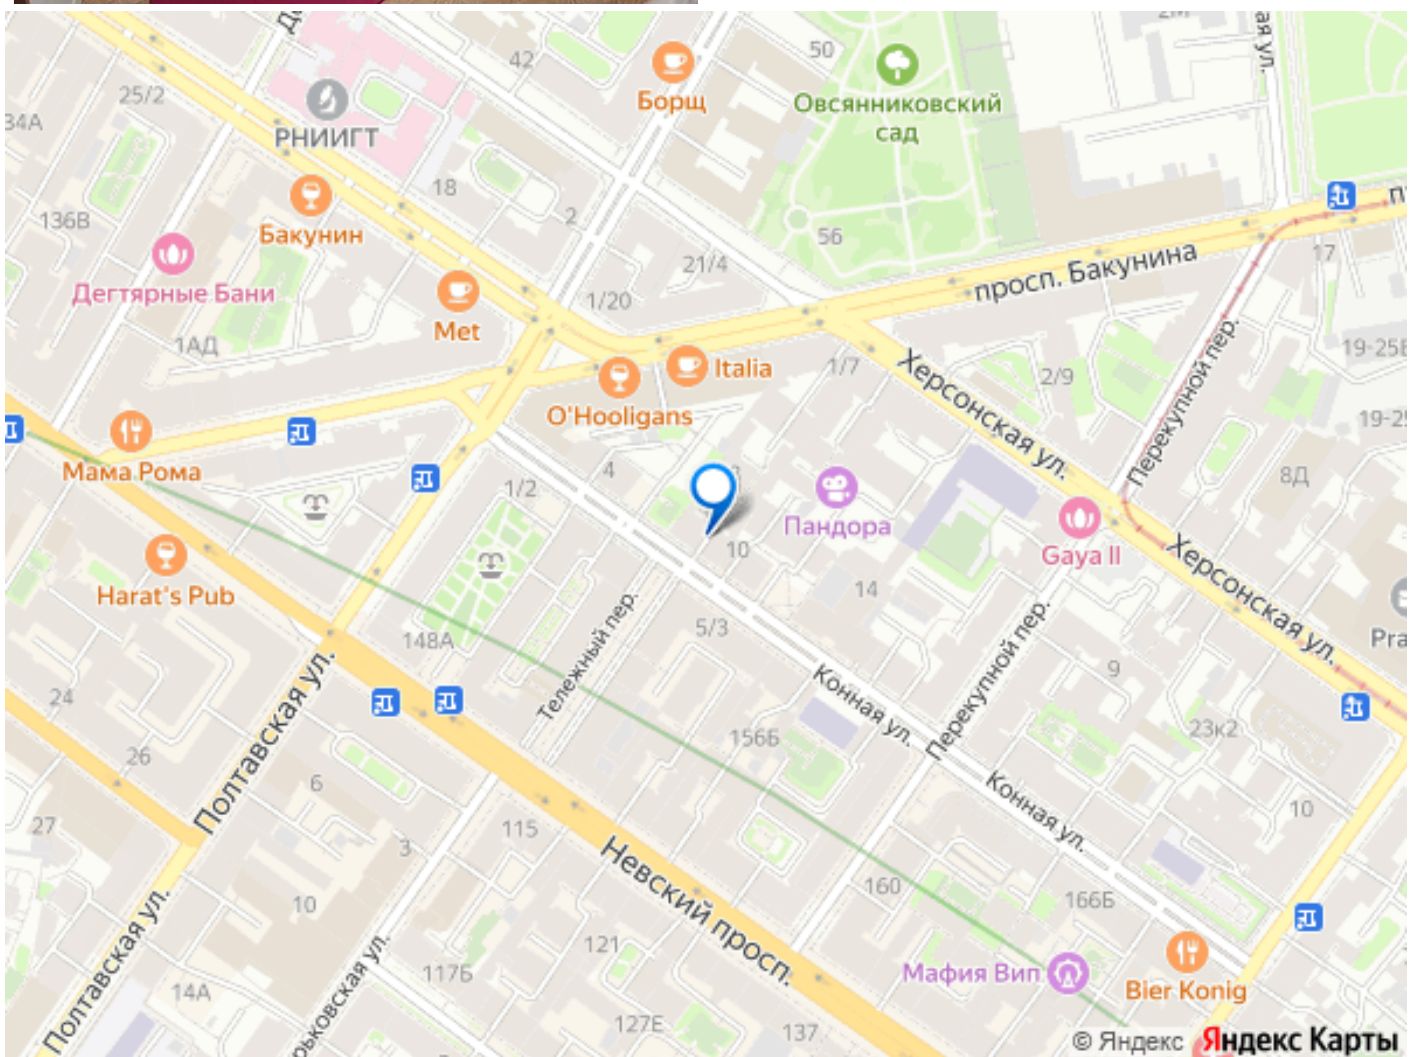 42
50
Овсянниковский
сад
Борщ
25/2
34А
РНИИГТ
18
2
136В
Бакунин
56
21/4
17
просп. Бакунина
Дегтярные Бани
1/20
Met
1АД
Italia
1/7
2/9
19-25
Херсонская ул.
Перекупной пер.
O'Hooligans
Мама Рома
4
8Д
1/2
Пандора
10
Gaya II
Херсонская ул.
Harat's Pub
14
148А
5/3
Тележный пер.
Перекупной пер.
9
Конная ул.
24
Полтавская ул.
156Б
23к2
26
6
Конная ул.
10
27
3
115
Невский просп.
160
166Б
10
121
117Б
Мафия Вип
Bier Konig
14А
Полтавская ул.
127Е
137
© Яндекс Яндекс Карты